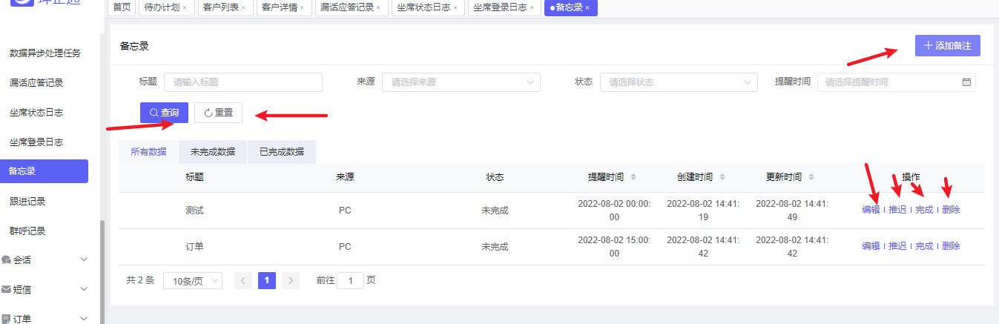 首页 待办计划 × 客户列表 × 客户详情 × 漏话应答记录 × 坐席状态日志 × 坐席登录日志 × 备忘录 ×
数据异步处理任务
漏话应答记录
坐席状态日志
坐席登录日志
备忘录
跟进记录
群呼记录
会话
短信
订单
备忘录
添加备注
标题 请输入标题 来源 请选择来源 状态 请选择状态 提醒时间 请选择提醒时间
查询 重置
所有数据 未完成数据 已完成数据
标题 来源 状态 提醒时间 创建时间 更新时间 操作
测试 PC 未完成 2022-08-02 00:00:00 2022-08-02 14:41:19 2022-08-02 14:41:49 编辑 | 推迟 | 完成 | 删除
订单 PC 未完成 2022-08-02 15:00:00 2022-08-02 14:41:42 2022-08-02 14:41:42 编辑 | 推迟 | 完成 | 删除
共 2 条 10条/页 1 前往 1 页